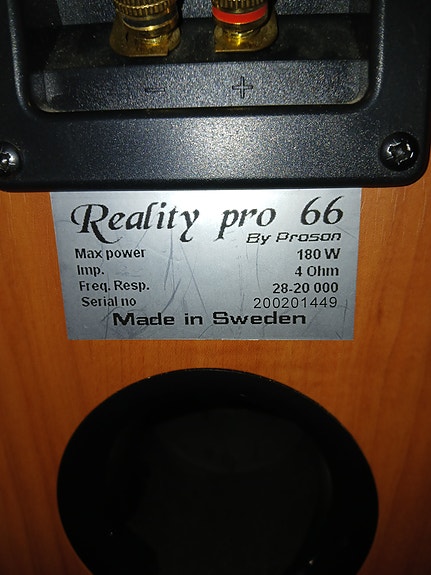 - +
Reality pro 66
By Proson
Max power 180 W
Imp. 4 Ohm
Freq. Resp. 28-20 000
Serial no 200201449
Made in Sweden